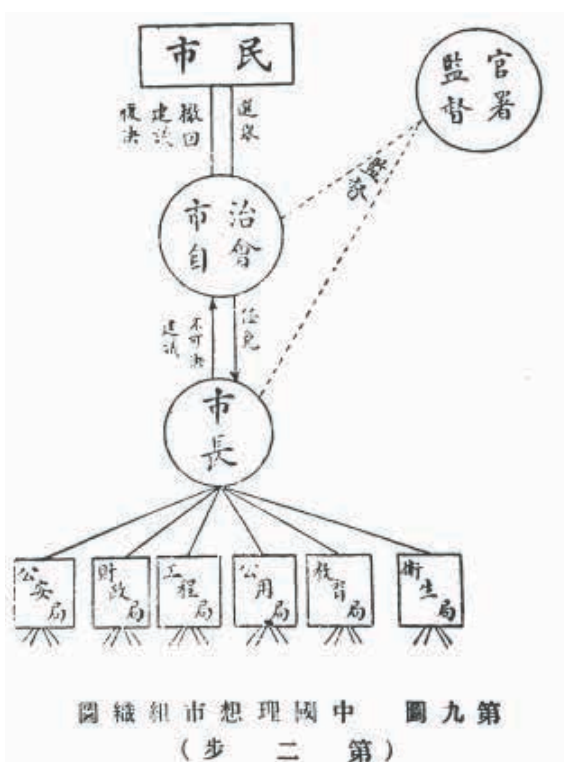 市民
選舉
撤回
建議
復決
監督
官署
監察
市自
治會
任免
不可決
建議
市長
公安局
財政局
工程局
公用局
教育局
衛生局
第九圖 中國理想市組織圖
(第二步)